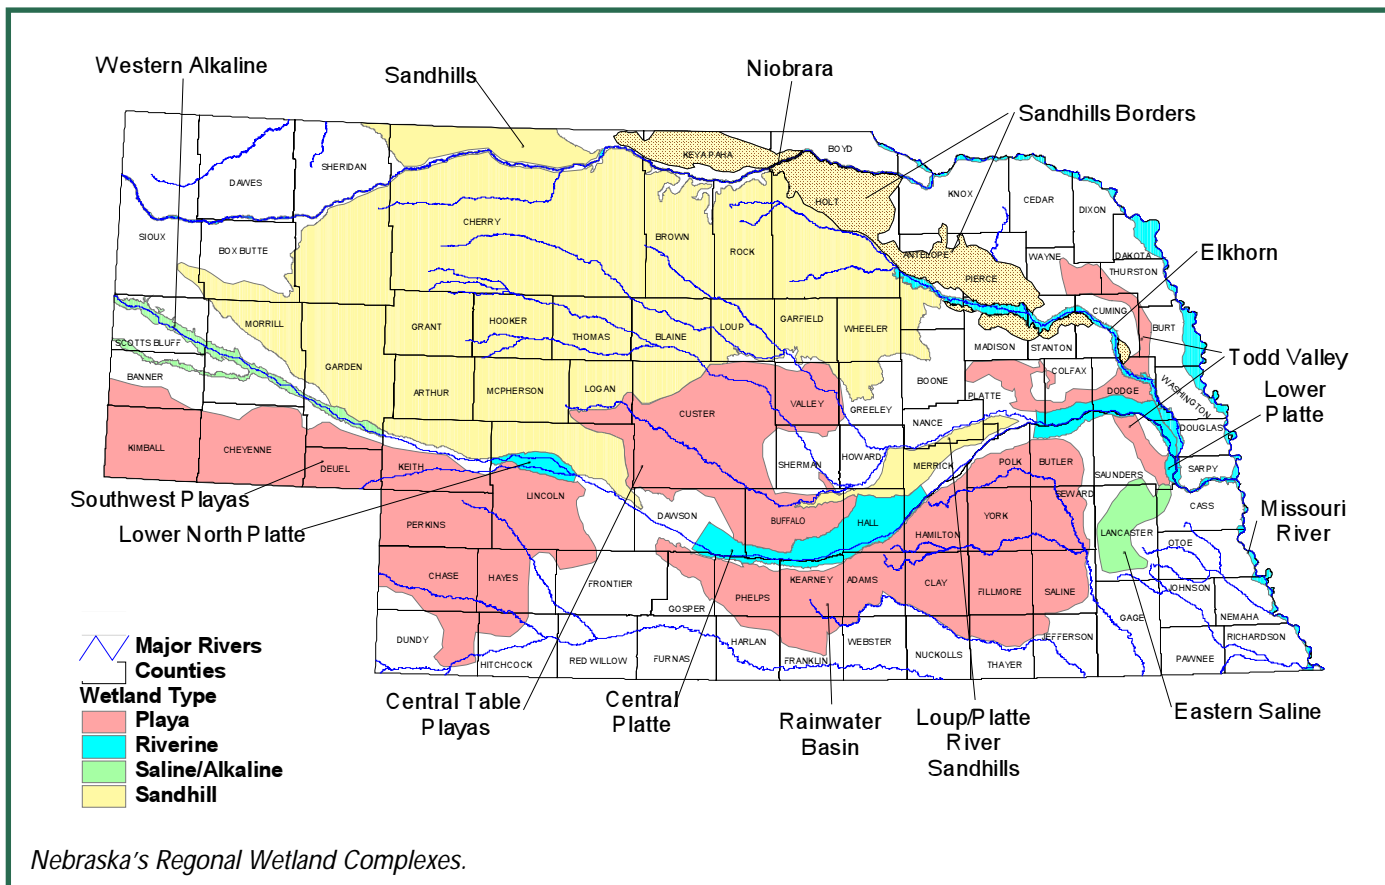 Western Alkaline
Sandhills
Niobrara
Sandhills Borders
KEYA PAHA
BOYD
SHERIDAN
DAWES
KNOX
CEDAR
DIXON
HOLT
CHERRY
SIOUX
BOX BUTTE
BROWN
ROCK
ANTELOPE
PIERCE
WAYNE
DAKOTA
THURSTON
Elkhorn
MORRILL
GRANT
HOOKER
THOMAS
BLAINE
LOUP
GARFIELD
WHEELER
CUMING
BURT
SCOTTS BLUFF
MADISON
STANTON
BANNER
GARDEN
ARTHUR
MCPHERSON
LOGAN
BOONE
COLFAX
Todd Valley
PLATTE
DODGE
WASHINGTON
Lower
Platte
CUSTER
VALLEY
GREELEY
NANCE
DOUGLAS
KIMBALL
CHEYENNE
DEUEL
KEITH
SHERMAN
HOWARD
MERRICK
POLK
BUTLER
SAUNDERS
SARPY
Southwest Playas
LINCOLN
SEWARD
CASS
Lower North Platte
PERKINS
DAWSON
BUFFALO
HALL
YORK
HAMILTON
LANCASTER
OTOE
Missouri
River
CHASE
HAYES
FRONTIER
GOSPER
PHELPS
KEARNEY
ADAMS
CLAY
FILLMORE
SALINE
JOHNSON
NEMAHA
GAGE
DUNDY
HITCHCOCK
RED WILLOW
FURNAS
HARLAN
FRANKLIN
WEBSTER
NUCKOLLS
THAYER
JEFFERSON
PAWNEE
RICHARDSON
Central Table
Playas
Central
Platte
Rainwater
Basin
Loup/Platte
River
Sandhills
Eastern Saline
Major Rivers
Counties
Wetland Type
Playa
Riverine
Saline/Alkaline
Sandhill
Nebraska's Regonal Wetland Complexes.